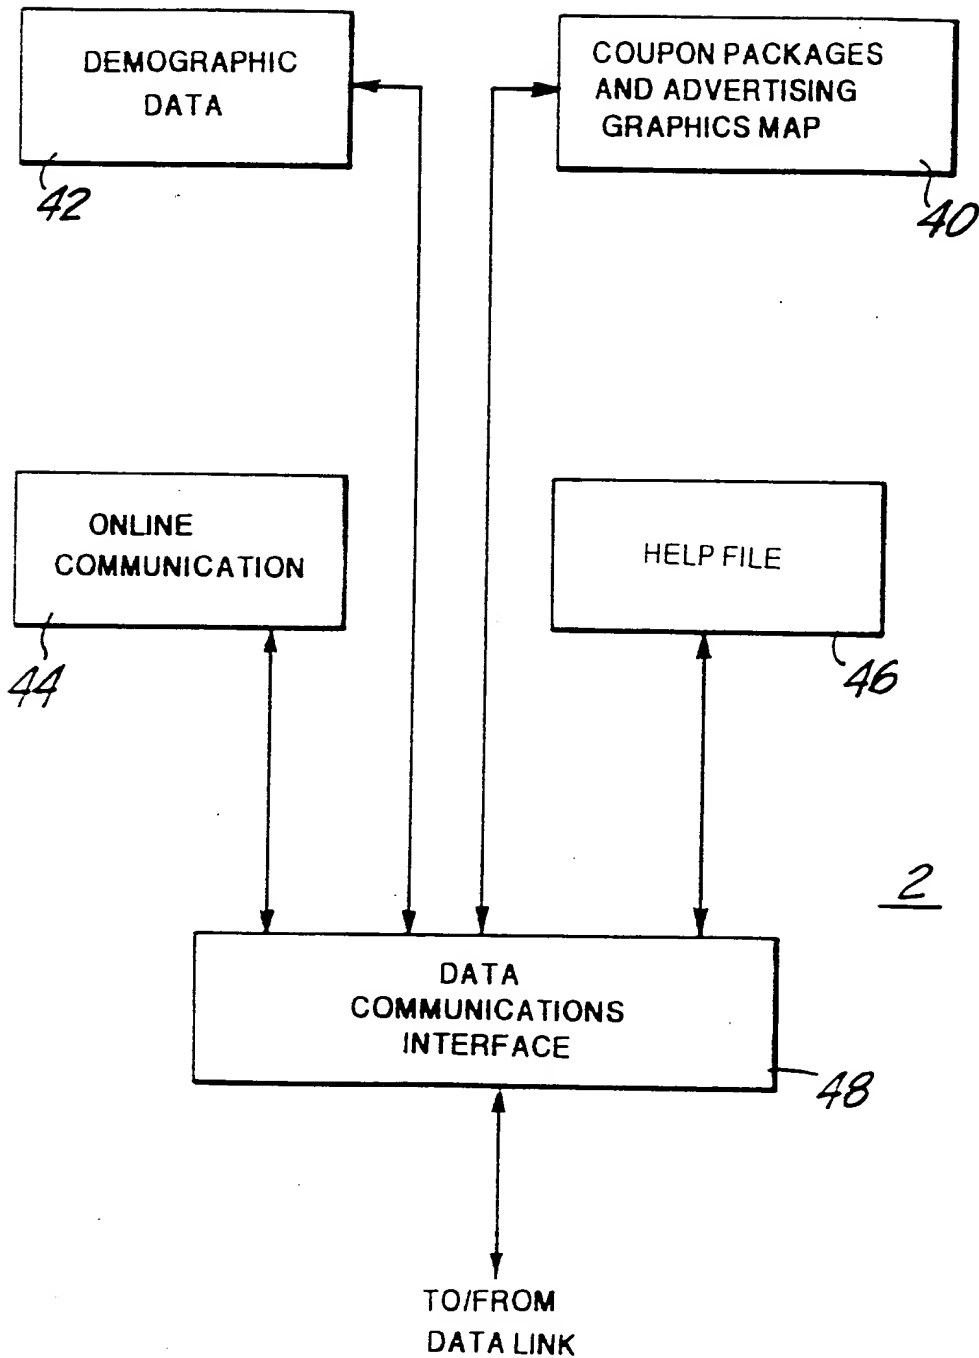 DEMOGRAPHIC
DATA
42
COUPON PACKAGES
AND ADVERTISING
GRAPHICS MAP
40
ONLINE
COMMUNICATION
44
HELP FILE
46
2
DATA
COMMUNICATIONS
INTERFACE
48
TO/FROM
DATA LINK